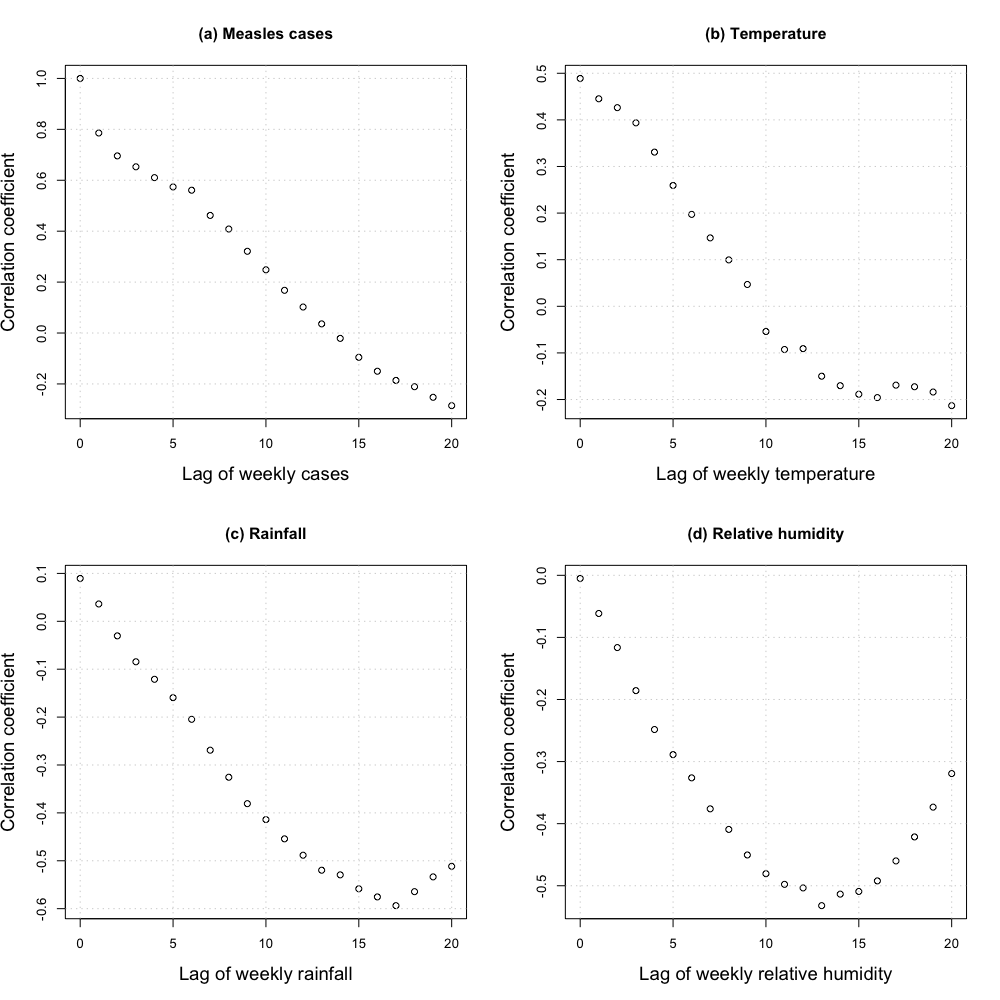 (a) Measles cases
Correlation coefficient
1.0
0.8
0.6
0.4
0.2
0.0
-0.2
0 5 10 15 20
Lag of weekly cases
(b) Temperature
Correlation coefficient
0.5
0.4
0.3
0.2
0.1
0.0
-0.1
-0.2
0 5 10 15 20
Lag of weekly temperature
(c) Rainfall
Correlation coefficient
0.1
0.0
-0.1
-0.2
-0.3
-0.4
-0.5
-0.6
0 5 10 15 20
Lag of weekly rainfall
(d) Relative humidity
Correlation coefficient
0.0
-0.1
-0.2
-0.3
-0.4
-0.5
0 5 10 15 20
Lag of weekly relative humidity